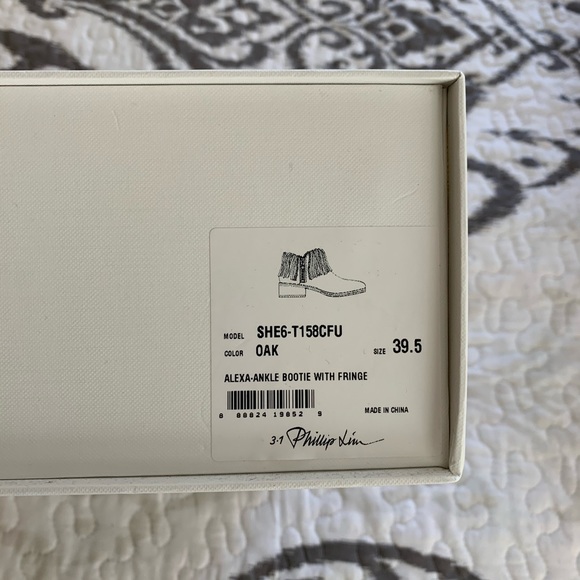 MODEL SHE6-T158CFU
COLOR OAK SIZE 39.5
ALEXA-ANKLE BOOTIE WITH FRINGE
8 88824 19852 9
MADE IN CHINA
3·1 Phillip Lim